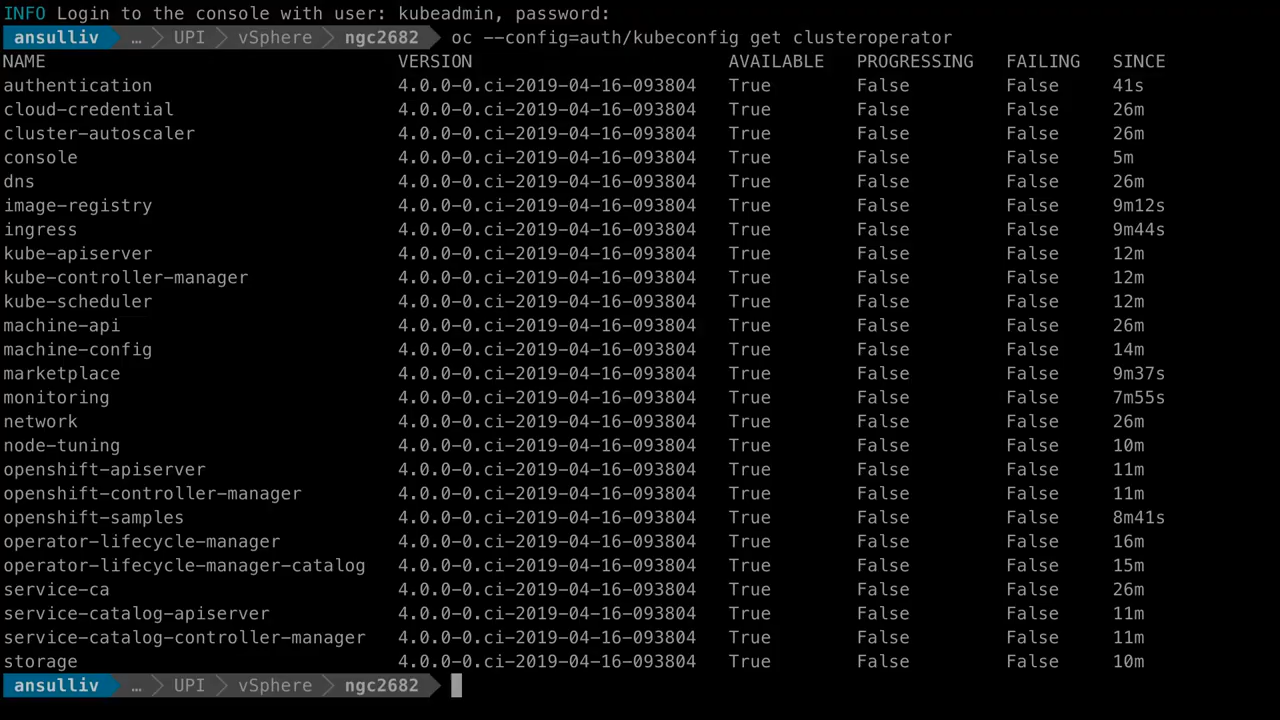 INFO Login to the console with user: kubeadmin, password:
ansulliv … UPI vSphere ngc2682 oc --config=auth/kubeconfig get clusteroperator
NAME VERSION AVAILABLE PROGRESSING FAILING SINCE
authentication 4.0.0-0.ci-2019-04-16-093804 True False False 41s
cloud-credential 4.0.0-0.ci-2019-04-16-093804 True False False 26m
cluster-autoscaler 4.0.0-0.ci-2019-04-16-093804 True False False 26m
console 4.0.0-0.ci-2019-04-16-093804 True False False 5m
dns 4.0.0-0.ci-2019-04-16-093804 True False False 26m
image-registry 4.0.0-0.ci-2019-04-16-093804 True False False 9m12s
ingress 4.0.0-0.ci-2019-04-16-093804 True False False 9m44s
kube-apiserver 4.0.0-0.ci-2019-04-16-093804 True False False 12m
kube-controller-manager 4.0.0-0.ci-2019-04-16-093804 True False False 12m
kube-scheduler 4.0.0-0.ci-2019-04-16-093804 True False False 12m
machine-api 4.0.0-0.ci-2019-04-16-093804 True False False 26m
machine-config 4.0.0-0.ci-2019-04-16-093804 True False False 14m
marketplace 4.0.0-0.ci-2019-04-16-093804 True False False 9m37s
monitoring 4.0.0-0.ci-2019-04-16-093804 True False False 7m55s
network 4.0.0-0.ci-2019-04-16-093804 True False False 26m
node-tuning 4.0.0-0.ci-2019-04-16-093804 True False False 10m
openshift-apiserver 4.0.0-0.ci-2019-04-16-093804 True False False 11m
openshift-controller-manager 4.0.0-0.ci-2019-04-16-093804 True False False 11m
openshift-samples 4.0.0-0.ci-2019-04-16-093804 True False False 8m41s
operator-lifecycle-manager 4.0.0-0.ci-2019-04-16-093804 True False False 16m
operator-lifecycle-manager-catalog 4.0.0-0.ci-2019-04-16-093804 True False False 15m
service-ca 4.0.0-0.ci-2019-04-16-093804 True False False 26m
service-catalog-apiserver 4.0.0-0.ci-2019-04-16-093804 True False False 11m
service-catalog-controller-manager 4.0.0-0.ci-2019-04-16-093804 True False False 11m
storage 4.0.0-0.ci-2019-04-16-093804 True False False 10m
ansulliv … UPI vSphere ngc2682